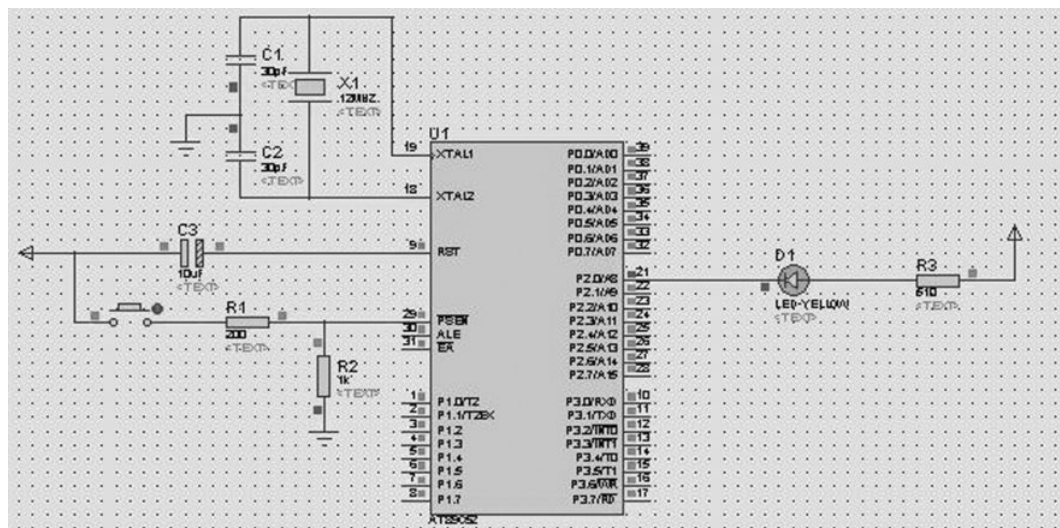 C1
30pF
<TEXT>
X1
12MHZ
<TEXT>
C2
30pF
<TEXT>
U1
19
XTAL1
18
XTAL2
C3
10uF
<TEXT>
9
RST
R1
200
<TEXT>
29
PSEN
30
ALE
31
EA
R2
1k
<TEXT>
1
P1.0/T2
2
P1.1/T2EX
3
P1.2
4
P1.3
5
P1.4
6
P1.5
7
P1.6
8
P1.7
P0.0/AD0
39
P0.1/AD1
38
P0.2/AD2
37
P0.3/AD3
36
P0.4/AD4
35
P0.5/AD5
34
P0.6/AD6
33
P0.7/AD7
32
P2.0/A8
21
P2.1/A9
22
P2.2/A10
23
P2.3/A11
24
P2.4/A12
25
P2.5/A13
26
P2.6/A14
27
P2.7/A15
28
P3.0/RXD
10
P3.1/TXD
11
P3.2/INT0
12
P3.3/INT1
13
P3.4/T0
14
P3.5/T1
15
P3.6/WR
16
P3.7/RD
17
AT89C52
D1
LED-YELLOW
<TEXT>
R3
510
<TEXT>